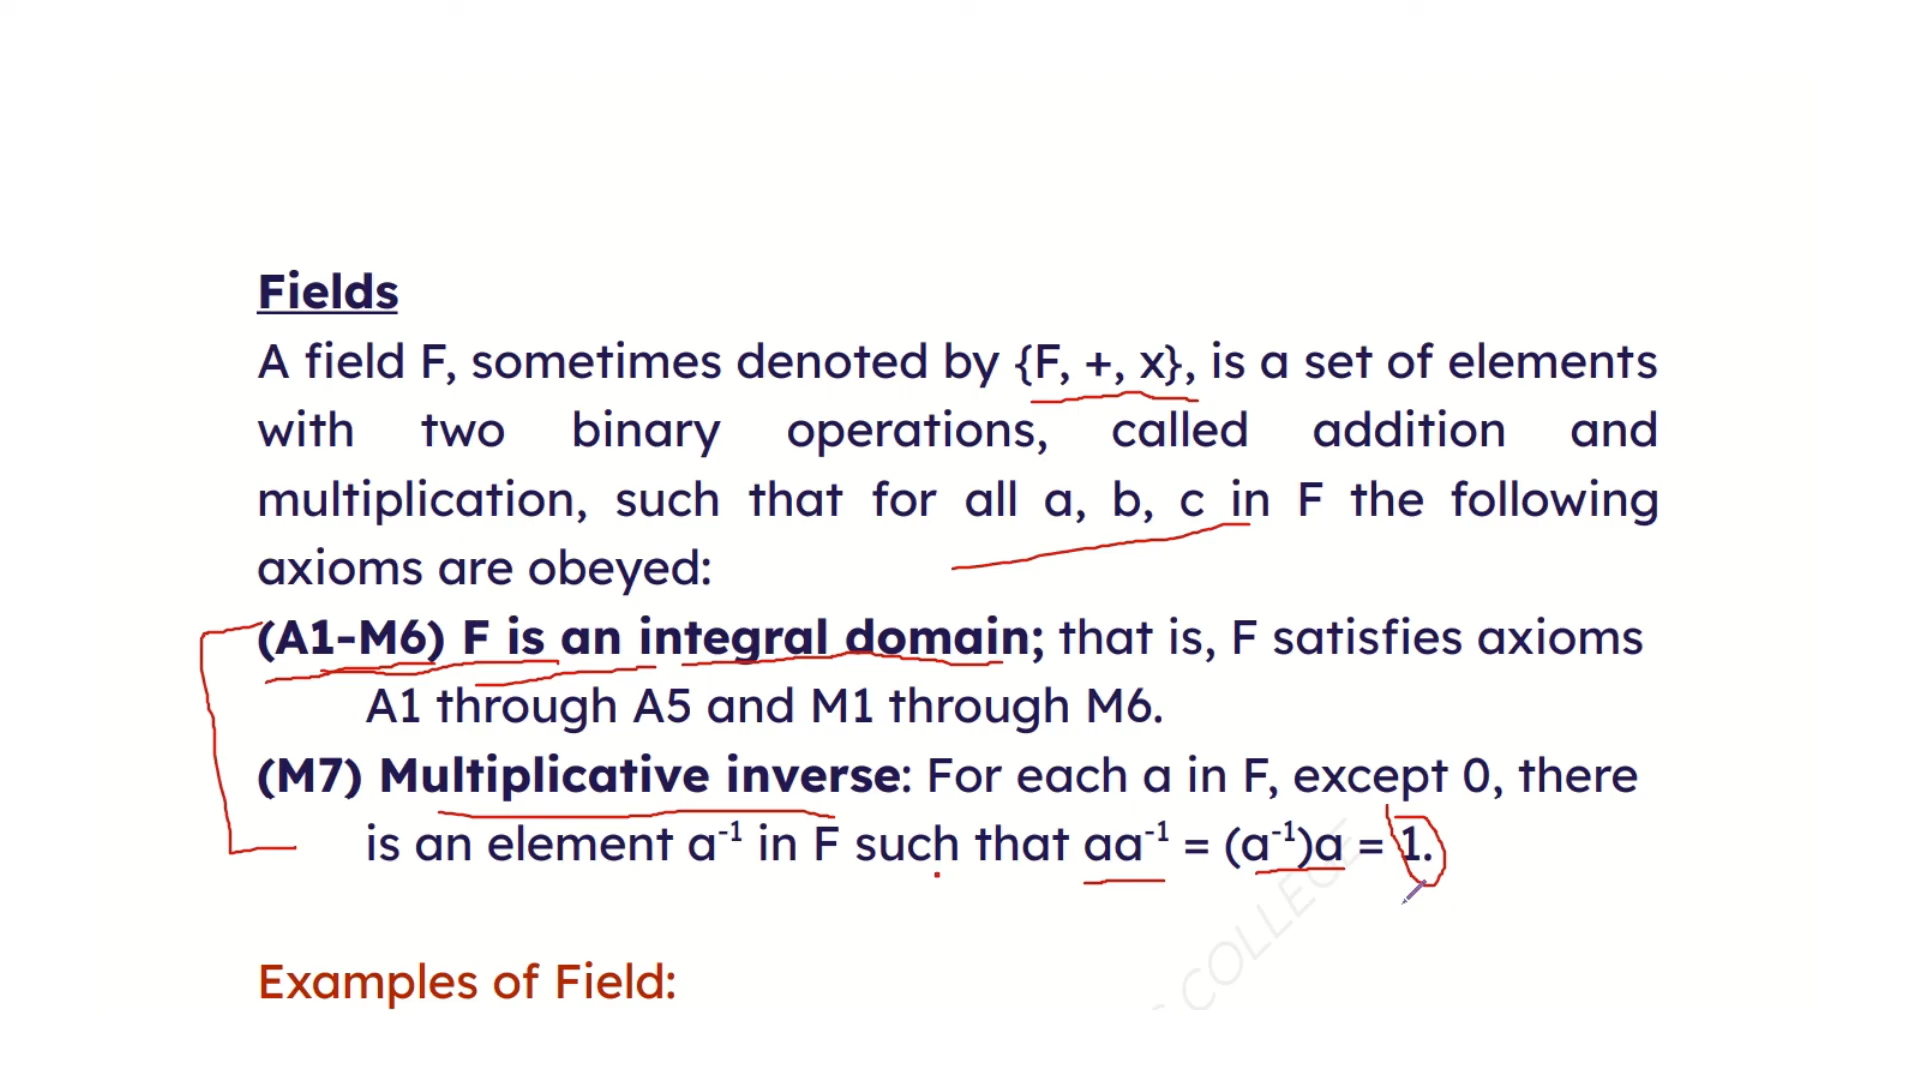 Fields
A field F, sometimes denoted by {F, +, x}, is a set of elements
with two binary operations, called addition and
multiplication, such that for all a, b, c in F the following
axioms are obeyed:
(A1-M6) F is an integral domain; that is, F satisfies axioms
A1 through A5 and M1 through M6.
(M7) Multiplicative inverse: For each a in F, except 0, there
is an element a⁻¹ in F such that aa⁻¹ = (a⁻¹)a = 1.
COLLEGE
Examples of Field: